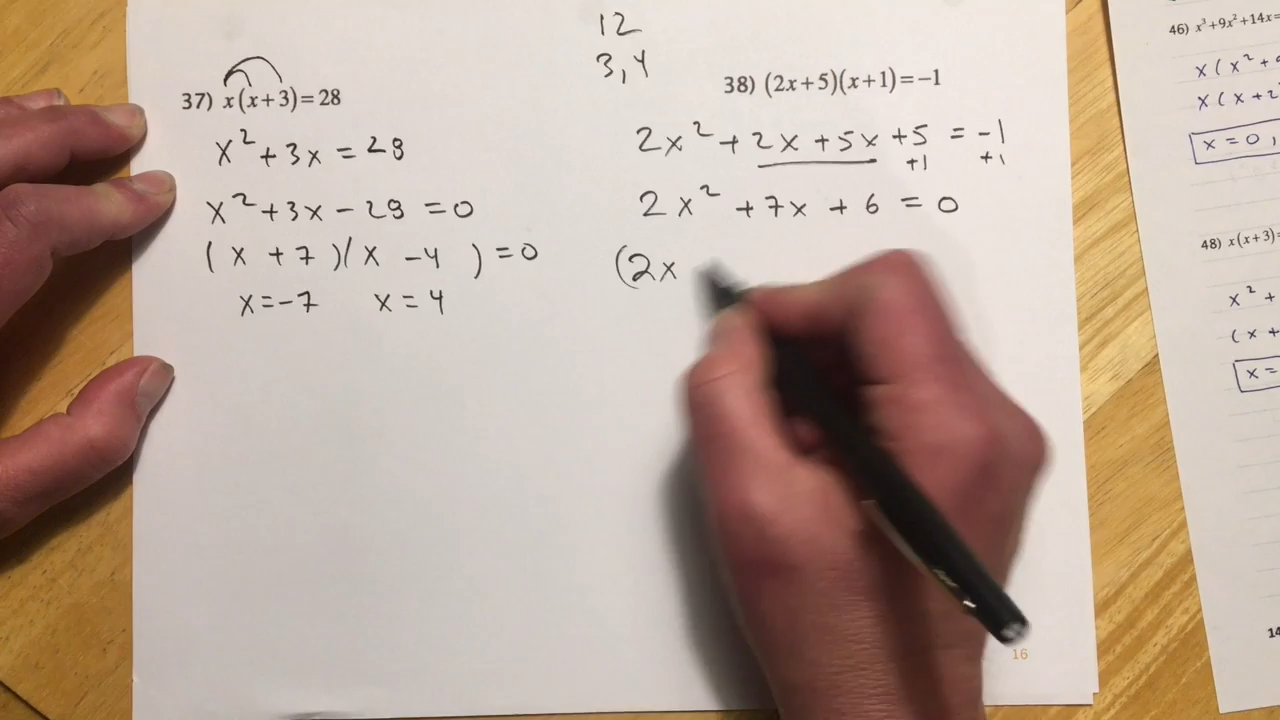 12
3, 4
37) x(x+3)=28
x² + 3x = 28
x² + 3x - 28 = 0
( x + 7 )( x - 4 ) = 0
x = -7 x = 4
38) (2x+5)(x+1)=-1
2x² + 2x + 5x + 5 = -1
+1 +1
2x² + 7x + 6 = 0
(2x
16
46) x³+9x²+14x=
x ( x² +
x ( x + 2
x = 0 ,
48) x(x+3)=
x² +
( x +
x =
14